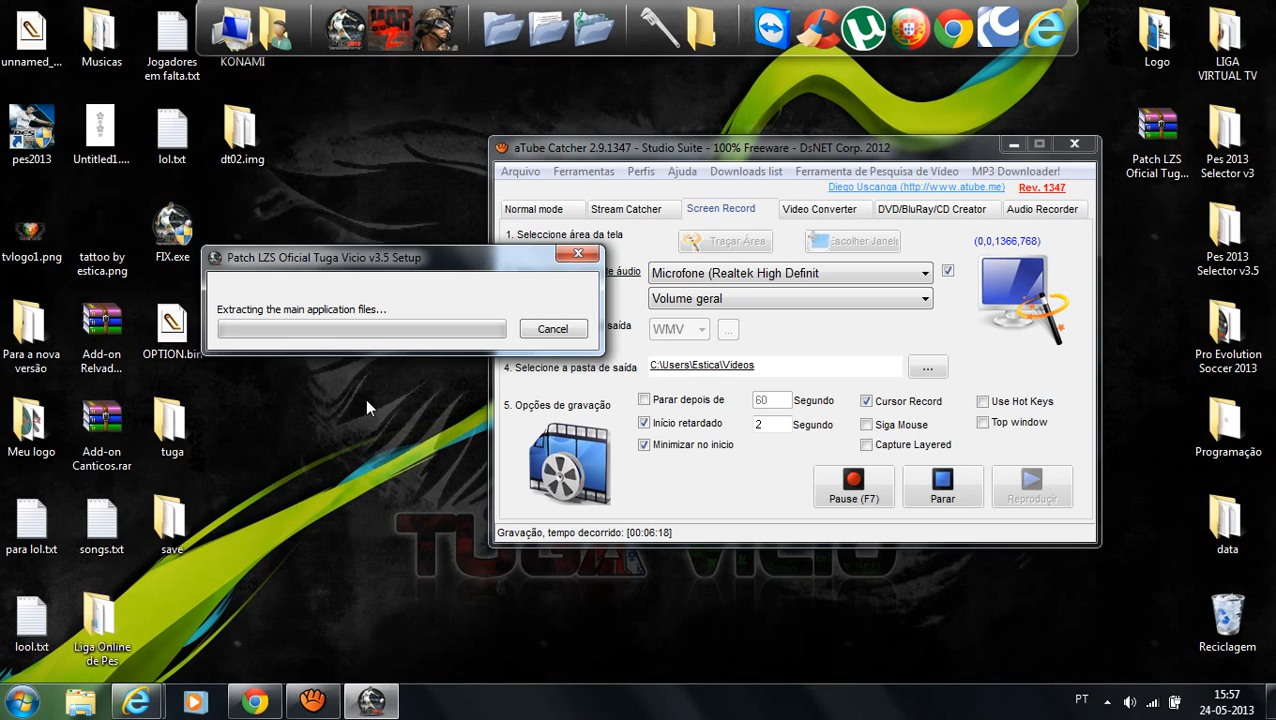 unnamed_...
Musicas
Jogadores
em falta.txt
KONAMI
Logo
LIGA
VIRTUAL TV
pes2013
Untitled1....
lol.txt
dt02.img
Patch LZS
Oficial Tug...
Pes 2013
Selector v3
tvlogo1.png
tattoo by
estica.png
FIX.exe
Pes 2013
Selector v3.5
Para a nova
versão
Add-on
Relvad...
OPTION.bin
Pro Evolution
Soccer 2013
Meu logo
Add-on
Canticos.rar
tuga
Programação
para lol.txt
songs.txt
save
data
lool.txt
Liga Online
de Pes
Reciclagem
aTube Catcher 2.9.1347 - Studio Suite - 100% Freeware - DsNET Corp. 2012
Arquivo Ferramentas Perfis Ajuda Downloads list Ferramenta de Pesquisa de Vídeo MP3 Downloader!
Diego Uscanga (http://www.atube.me) Rev. 1347
Normal mode Stream Catcher Screen Record Video Converter DVD/BluRay/CD Creator Audio Recorder
1. Seleccione área da tela Traçar Área Escolher Janela (0,0,1366,768)
de áudio Microfone (Realtek High Definit
Volume geral
saída WMV ...
4. Selecione a pasta de saída C:\Users\Estica\Videos ...
5. Opções de gravação Parar depois de 60 Segundo Cursor Record Use Hot Keys
Início retardado 2 Segundo Siga Mouse Top window
Minimizar no inicio Capture Layered
Pause (F7) Parar Reproduçir
Gravação, tempo decorrido: [00:06:18]
Patch LZS Oficial Tuga Vicio v3.5 Setup
Extracting the main application files...
Cancel
TUGA VICIO
PT 15:57
24-05-2013